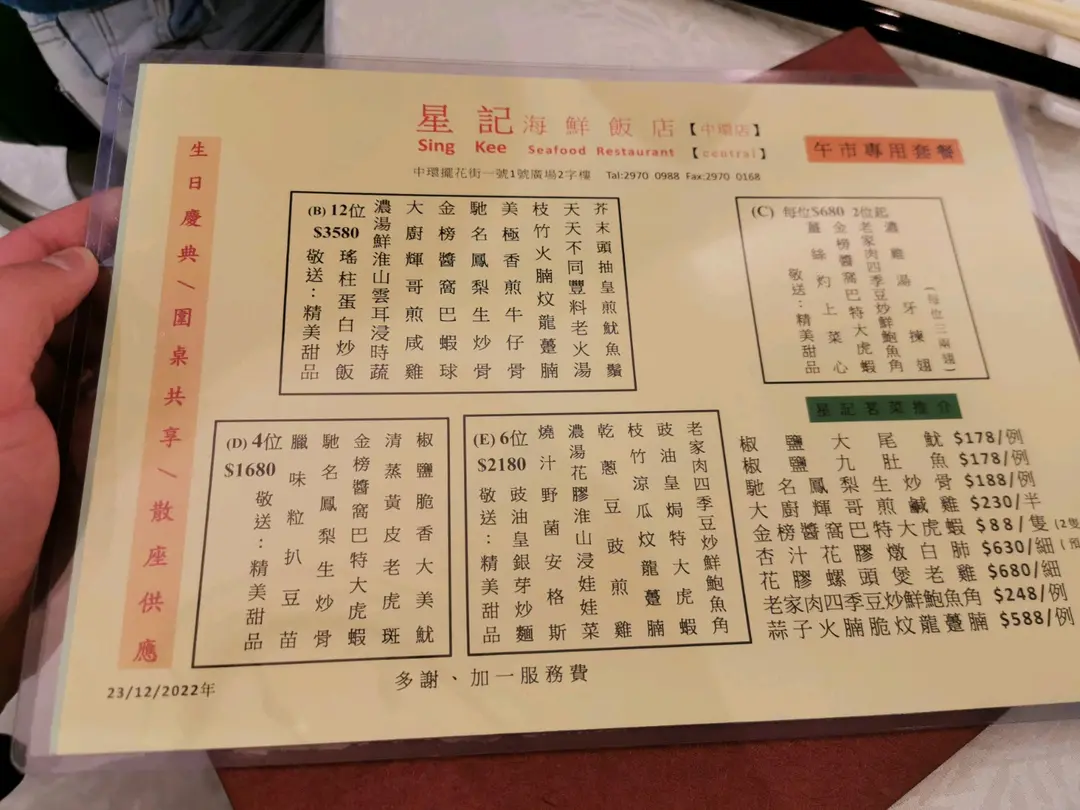 星記海鮮飯店【中環店】
Sing Kee Seafood Restaurant 【central】
中環擺花街一號1號廣場2字樓 Tal:2970 0988 Fax:2970 0168
午市專用套餐
生日慶典/圍桌共享/散座供應
(B) 12位
$3580
芥末頭抽皇煎魷魚鬚
天天不同豐料老火湯
枝竹火腩炆龍躉腩
美極香煎牛仔骨
馳名鳳梨生炒骨
金榜醬窩巴蝦球
大廚輝哥煎咸雞
濃湯鮮淮山雲耳浸時蔬
瑤柱蛋白炒飯
敬送：精美甜品
(C) 每位$680 2位起
濃雞湯牙揀翅
(每位三兩翅)
老家肉四季豆炒鮮鮑魚角
金榜醬窩巴特大虎蝦
薑絲灼上菜心
敬送：精美甜品
(D) 4位
$1680
椒鹽脆香大美魷
清蒸黃皮老虎斑
金榜醬窩巴特大虎蝦
馳名鳳梨生炒骨
臘味粒扒豆苗
敬送：精美甜品
(E) 6位
$2180
老家肉四季豆炒鮮鮑魚角
豉油皇焗特大虎蝦
枝竹涼瓜炆龍躉腩
乾蔥豆豉煎雞
濃湯花膠淮山浸娃娃菜
燒汁野菌安格斯
豉油皇銀芽炒麵
敬送：精美甜品
星記茗菜推介
椒鹽大尾魷 $178/例
椒鹽九肚魚 $178/例
馳名鳳梨生炒骨 $188/例
大廚輝哥煎鹹雞 $230/半
金榜醬窩巴特大虎蝦 $88/隻 (2隻
杏汁花膠燉白肺 $630/細 (預
花膠螺頭煲老雞 $680/細
老家肉四季豆炒鮮鮑魚角 $248/例
蒜子火腩脆炆龍躉腩 $588/例
多謝、加一服務費
23/12/2022年